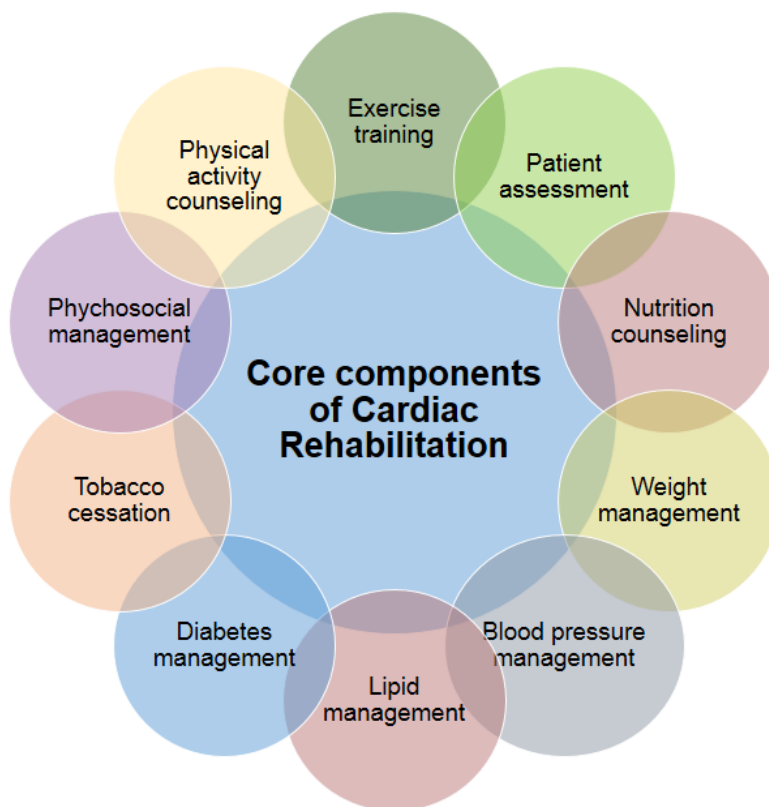 Exercise
training
Patient
assessment
Nutrition
counseling
Weight
management
Blood pressure
management
Lipid
management
Diabetes
management
Tobacco
cessation
Phychosocial
management
Physical
activity
counseling
Core components
of Cardiac
Rehabilitation